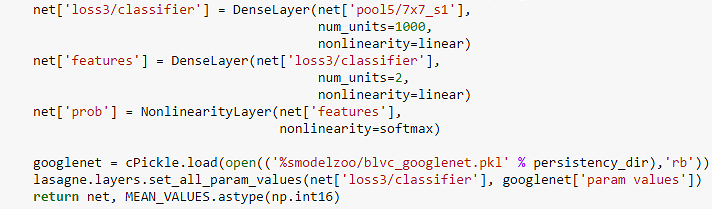 net['loss3/classifier'] = DenseLayer(net['pool5/7x7_s1'],
num_units=1000,
nonlinearity=linear)
net['features'] = DenseLayer(net['loss3/classifier'],
num_units=2,
nonlinearity=linear)
net['prob'] = NonlinearityLayer(net['features'],
nonlinearity=softmax)
googlenet = cPickle.load(open(('%smodelzoo/blvc_googlenet.pkl' % persistency_dir),'rb'))
lasagne.layers.set_all_param_values(net['loss3/classifier'], googlenet['param values'])
return net, MEAN_VALUES.astype(np.int16)